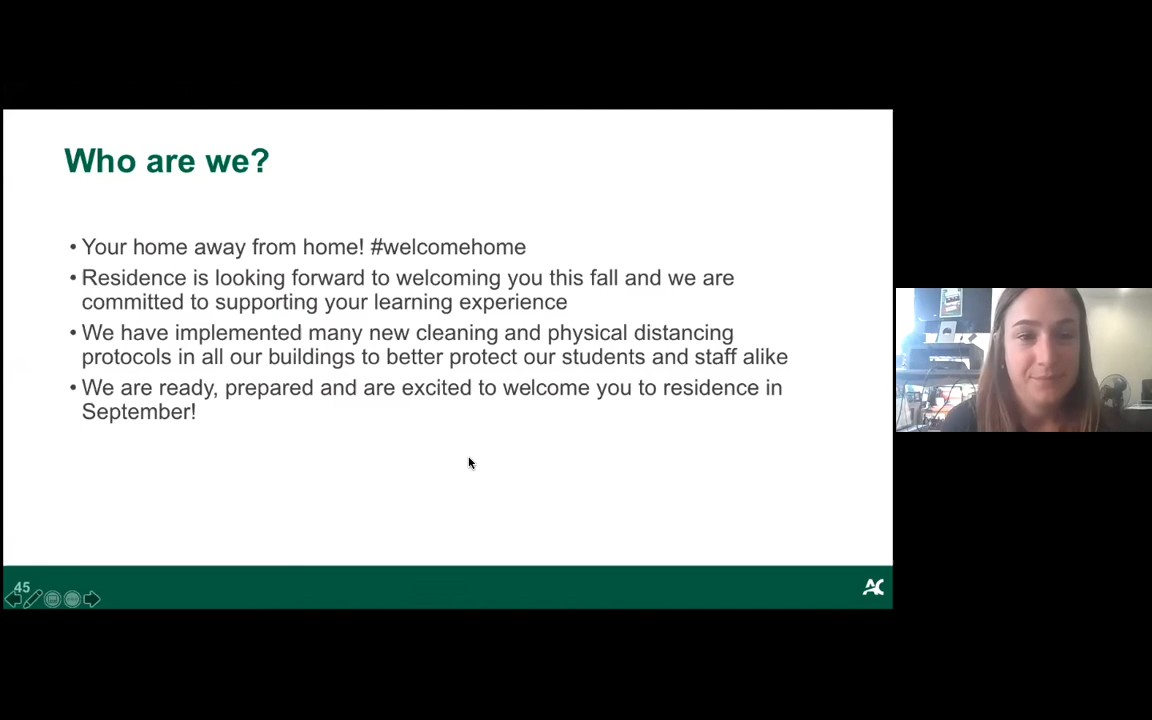 Who are we?
• Your home away from home! #welcomehome
• Residence is looking forward to welcoming you this fall and we are
committed to supporting your learning experience
• We have implemented many new cleaning and physical distancing
protocols in all our buildings to better protect our students and staff alike
• We are ready, prepared and are excited to welcome you to residence in
September!
45
AC